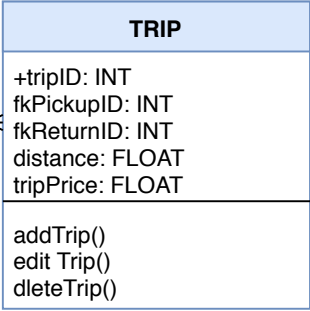 TRIP
+tripID: INT
fkPickupID: INT
fkReturnID: INT
distance: FLOAT
tripPrice: FLOAT
addTrip()
edit Trip()
dleteTrip()